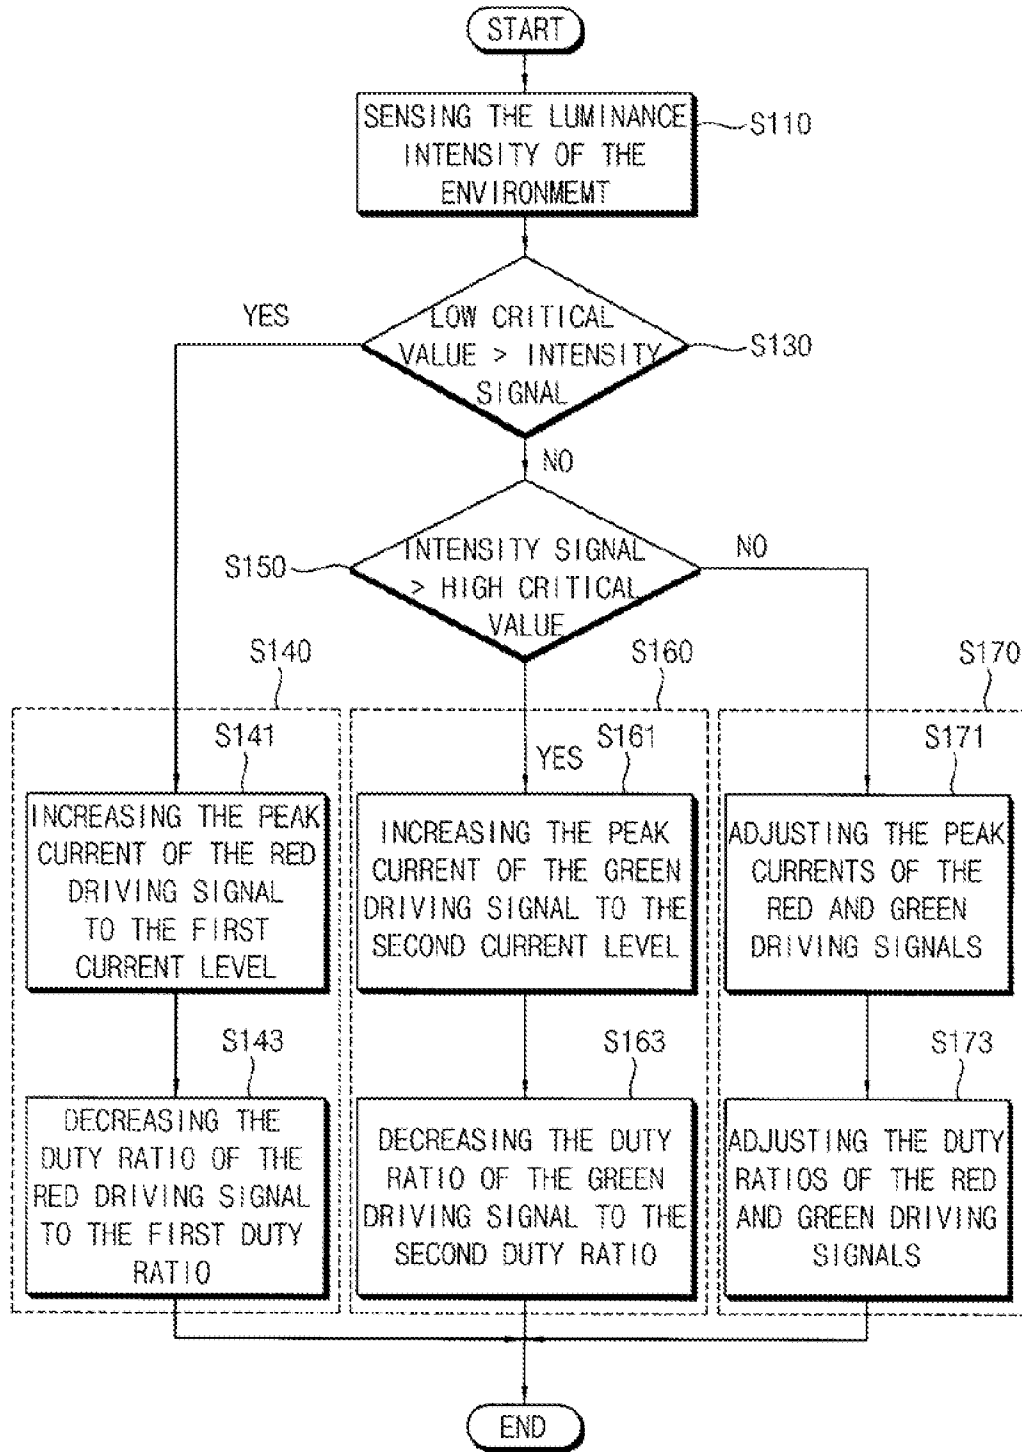 START
SENSING THE LUMINANCE
INTENSITY OF THE
ENVIRONMEMT
S110
YES
LOW CRITICAL
VALUE > INTENSITY
SIGNAL
S130
NO
INTENSITY SIGNAL
> HIGH CRITICAL
VALUE
S150
NO
S140
S160
S170
S141
INCREASING THE PEAK
CURRENT OF THE RED
DRIVING SIGNAL
TO THE FIRST
CURRENT LEVEL
YES
S161
INCREASING THE PEAK
CURRENT OF THE GREEN
DRIVING SIGNAL TO THE
SECOND CURRENT LEVEL
S171
ADJUSTING THE PEAK
CURRENTS OF THE
RED AND GREEN
DRIVING SIGNALS
S143
DECREASING THE
DUTY RATIO OF THE
RED DRIVING SIGNAL
TO THE FIRST DUTY
RATIO
S163
DECREASING THE DUTY
RATIO OF THE GREEN
DRIVING SIGNAL TO THE
SECOND DUTY RATIO
S173
ADJUSTING THE DUTY
RATIOS OF THE RED
AND GREEN DRIVING
SIGNALS
END